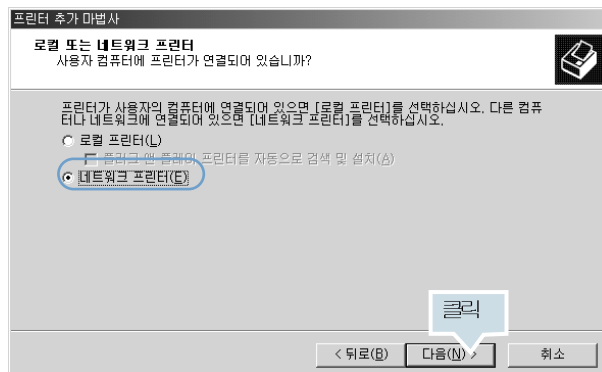 프린터 추가 마법사
로컬 또는 네트워크 프린터
사용자 컴퓨터에 프린터가 연결되어 있습니까?
프린터가 사용자의 컴퓨터에 연결되어 있으면 [로컬 프린터]를 선택하십시오. 다른 컴퓨
터나 네트워크에 연결되어 있으면 [네트워크 프린터]를 선택하십시오.
로컬 프린터(L)
플러그 앤 플레이 프린터를 자동으로 검색 및 설치(A)
네트워크 프린터(E)
클릭
< 뒤로(B) 다음(N) > 취소